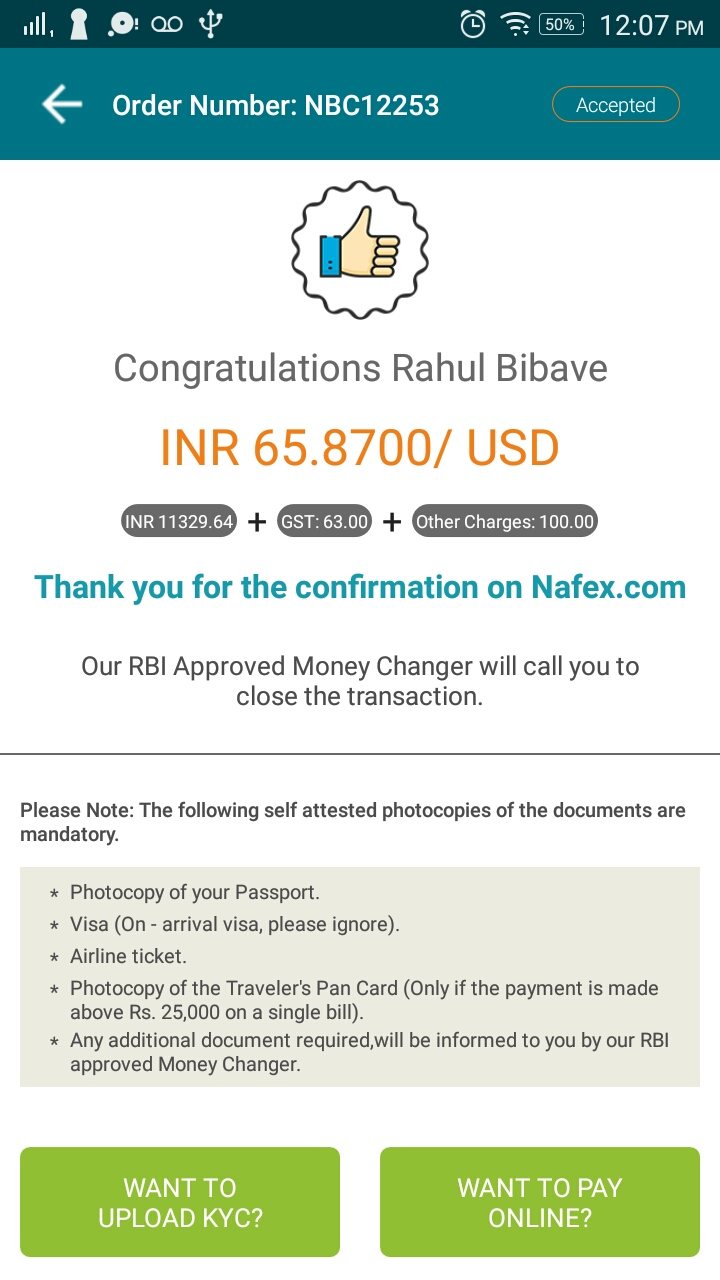 50% 12:07 PM
Order Number: NBC12253 Accepted
Congratulations Rahul Bibave
INR 65.8700/ USD
INR 11329.64 + GST: 63.00 + Other Charges: 100.00
Thank you for the confirmation on Nafex.com
Our RBI Approved Money Changer will call you to
close the transaction.
Please Note: The following self attested photocopies of the documents are
mandatory.
* Photocopy of your Passport.
* Visa (On - arrival visa, please ignore).
* Airline ticket.
* Photocopy of the Traveler's Pan Card (Only if the payment is made
above Rs. 25,000 on a single bill).
* Any additional document required,will be informed to you by our RBI
approved Money Changer.
WANT TO
UPLOAD KYC?
WANT TO PAY
ONLINE?